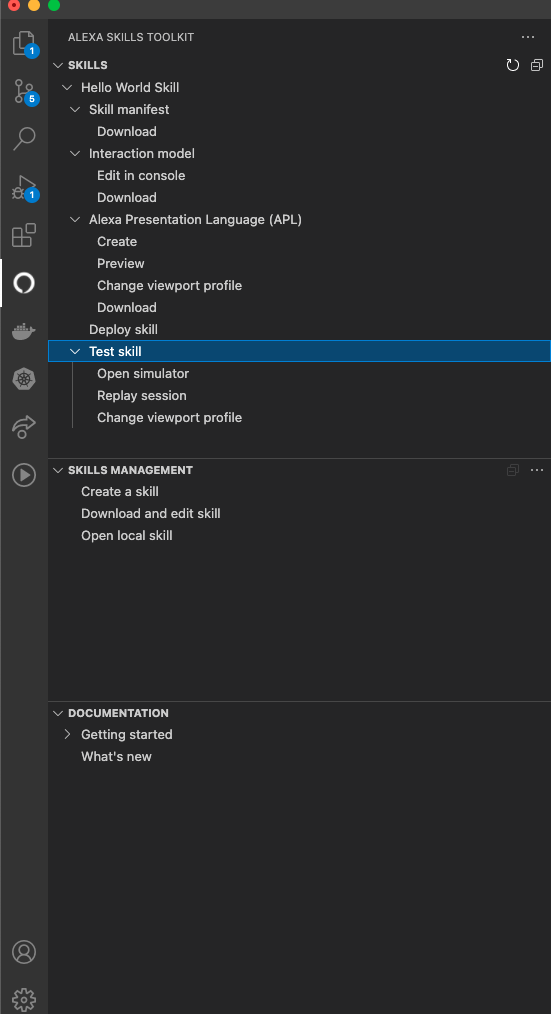 ALEXA SKILLS TOOLKIT
SKILLS
Hello World Skill
Skill manifest
Download
Interaction model
Edit in console
Download
Alexa Presentation Language (APL)
Create
Preview
Change viewport profile
Download
Deploy skill
Test skill
Open simulator
Replay session
Change viewport profile
SKILLS MANAGEMENT
Create a skill
Download and edit skill
Open local skill
DOCUMENTATION
Getting started
What's new
1
5
1